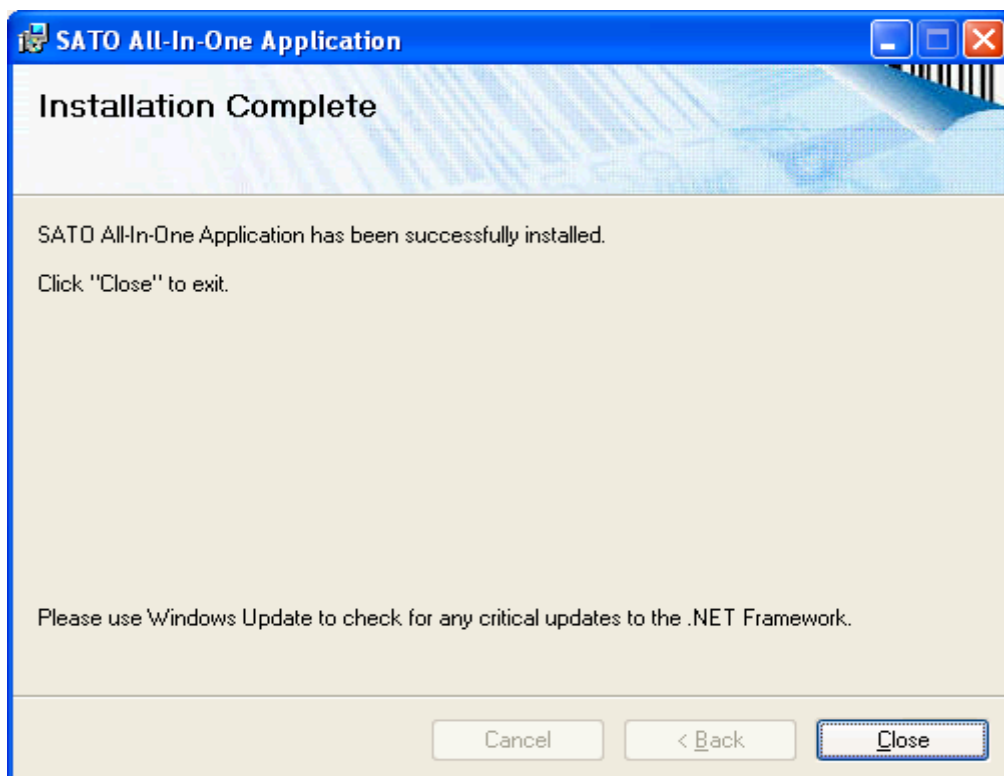 SATO All-In-One Application
Installation Complete
SATO All-In-One Application has been successfully installed.
Click "Close" to exit.
Please use Windows Update to check for any critical updates to the .NET Framework.
Cancel
< Back
Close